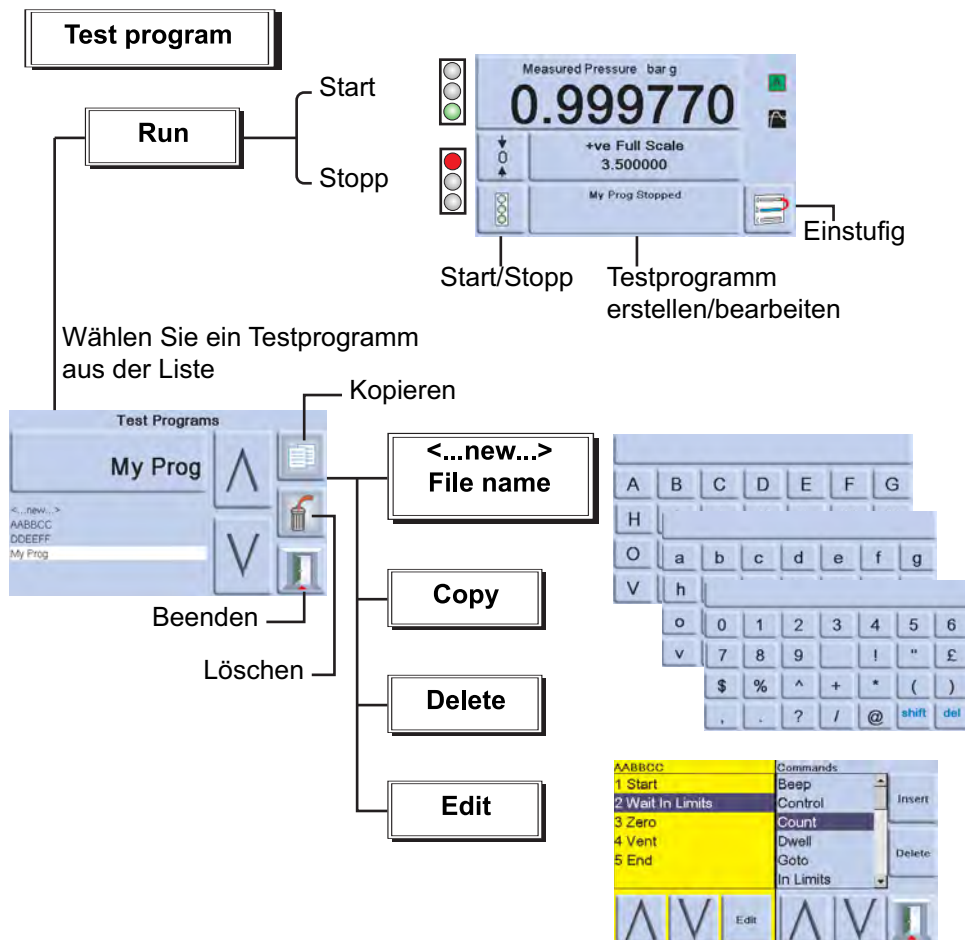 Test program
Run
Start
Stopp
Measured Pressure bar g
0.999770
A
0
+ve Full Scale
3.500000
My Prog Stopped
Einstufig
Start/Stopp
Testprogramm
erstellen/bearbeiten
Wählen Sie ein Testprogramm
aus der Liste
Kopieren
Test Programs
My Prog
<...new...>
AABBCC
DDEEFF
My Prog
Beenden
Löschen
<...new...>
File name
Copy
Delete
Edit
A B C D E F G
H
O
V
a b c d e f g
h
o
v
0 1 2 3 4 5 6
7 8 9 ! " £
$ % ^ + * ( )
, . ? / @ shift del
AABBCC
1 Start
2 Wait In Limits
3 Zero
4 Vent
5 End
Edit
Commands
Beep
Control
Count
Dwell
Goto
In Limits
Insert
Delete